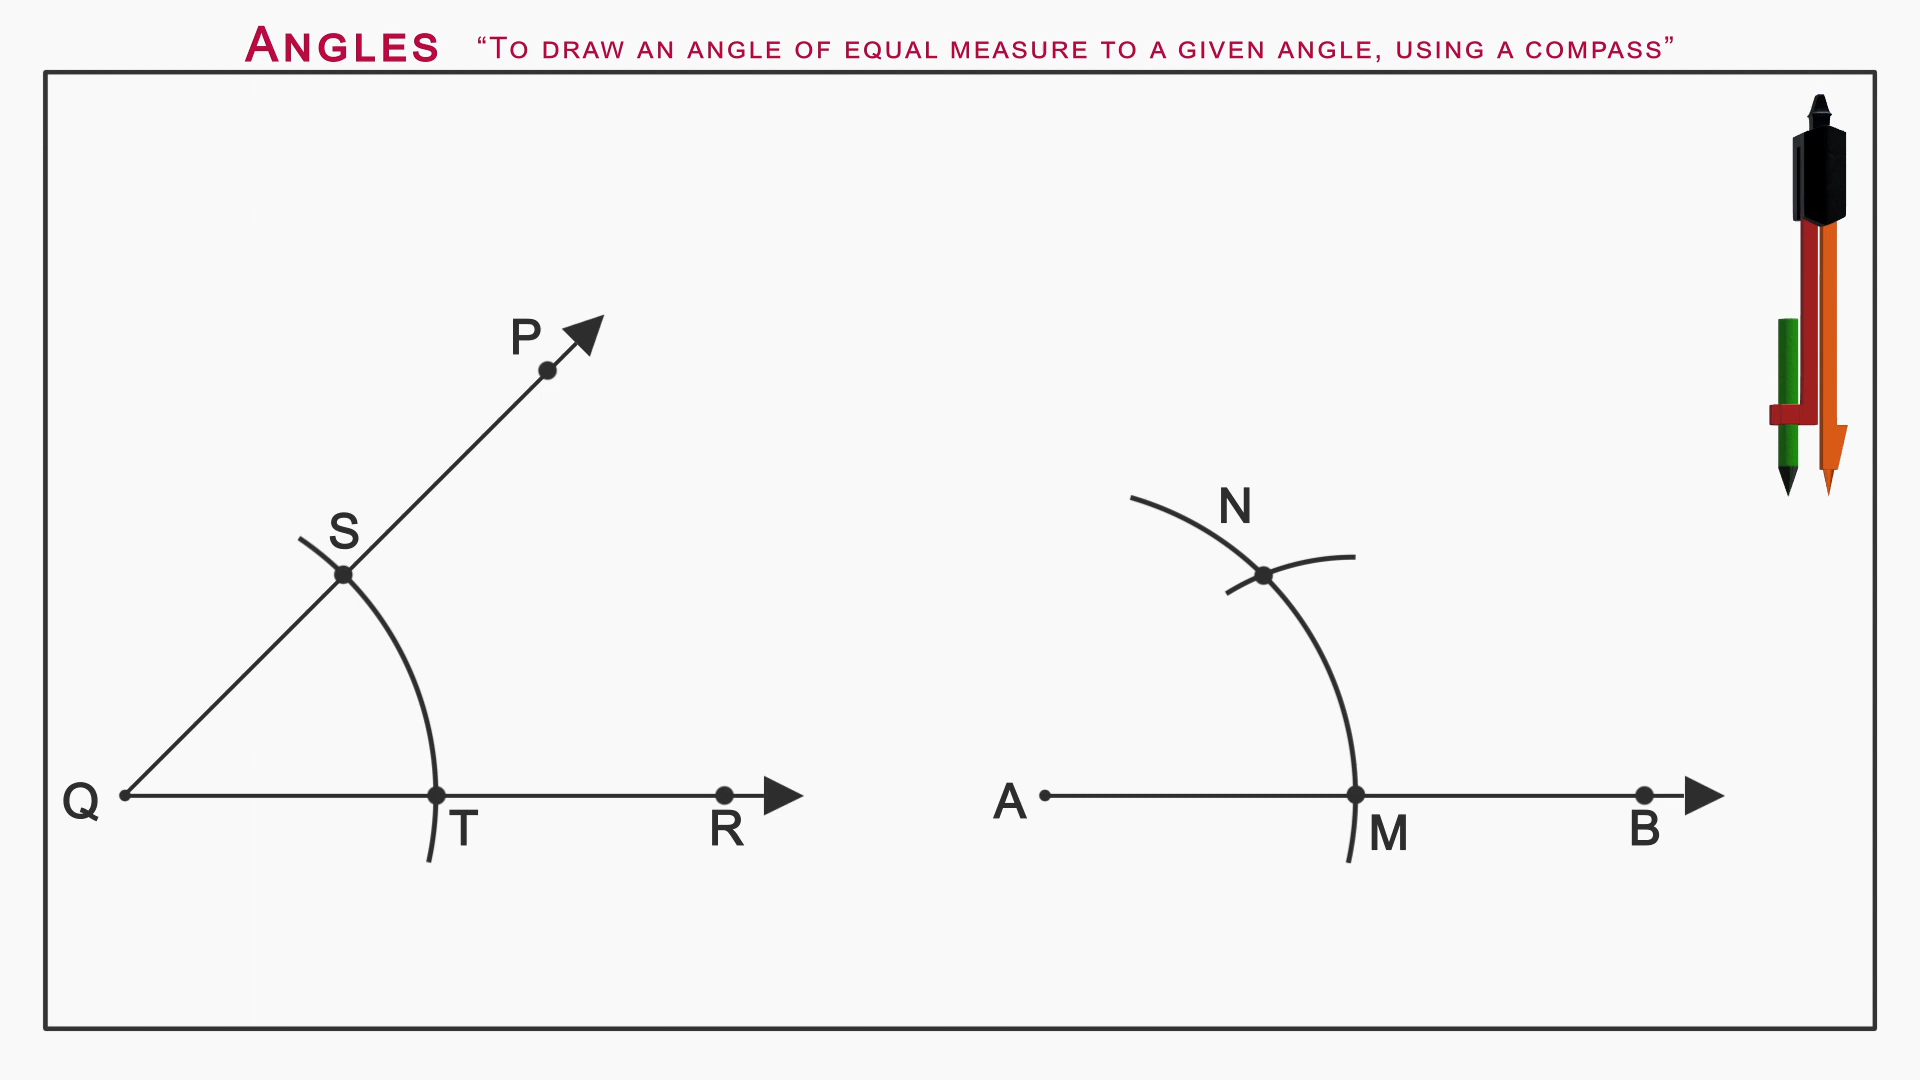 ANGLES “TO DRAW AN ANGLE OF EQUAL MEASURE TO A GIVEN ANGLE, USING A COMPASS”
P
S
N
Q
T
R
A
M
B